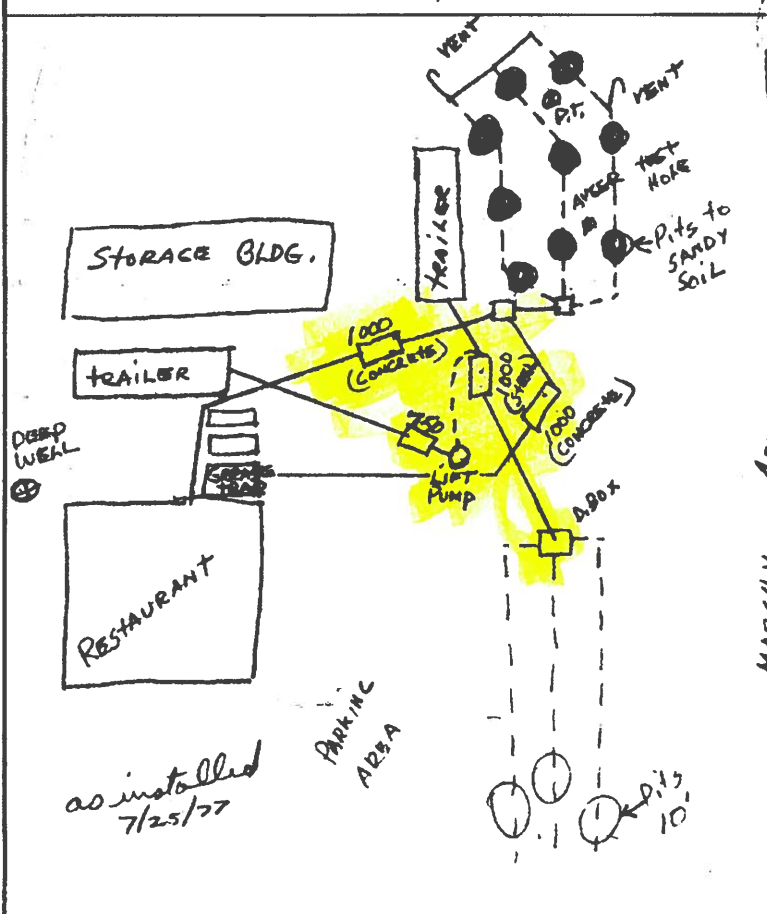 VENT
VENT
Pit.
AUGER TEST
HOLE
Pits to
SANDY
SOIL
TRAILER
STORAGE BLDG.
1000
(CONCRETE)
TRAILER
1000
(STEEL)
1000
(CONCRETE)
750
DEEP
WELL
GREASE
TRAP
LIFT
PUMP
D.BOX
RESTAURANT
PARKING
AREA
as installed
7/25/77
Pits
10'